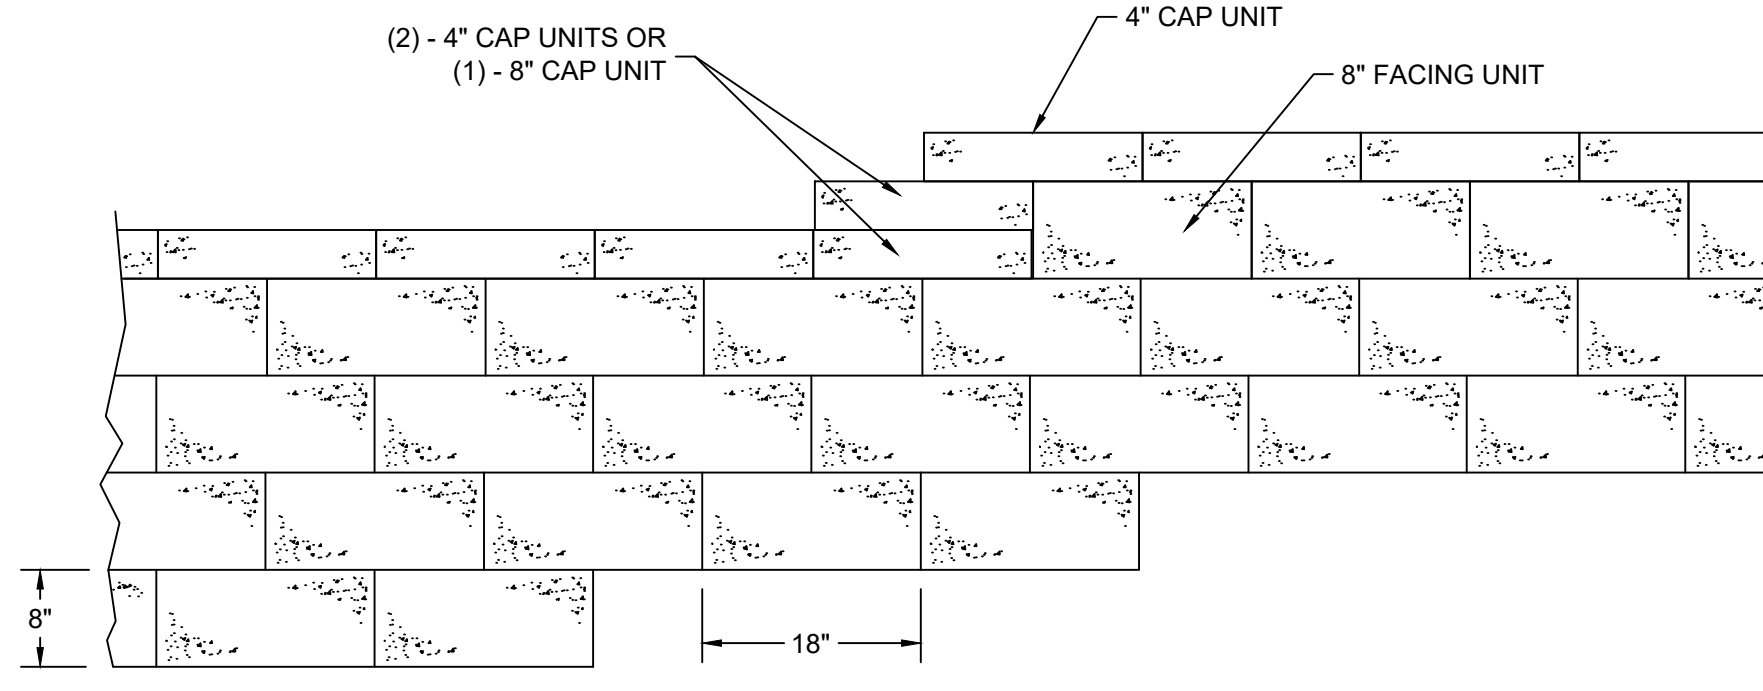 4" CAP UNIT
(2) - 4" CAP UNITS OR
(1) - 8" CAP UNIT
8" FACING UNIT
8"
18"